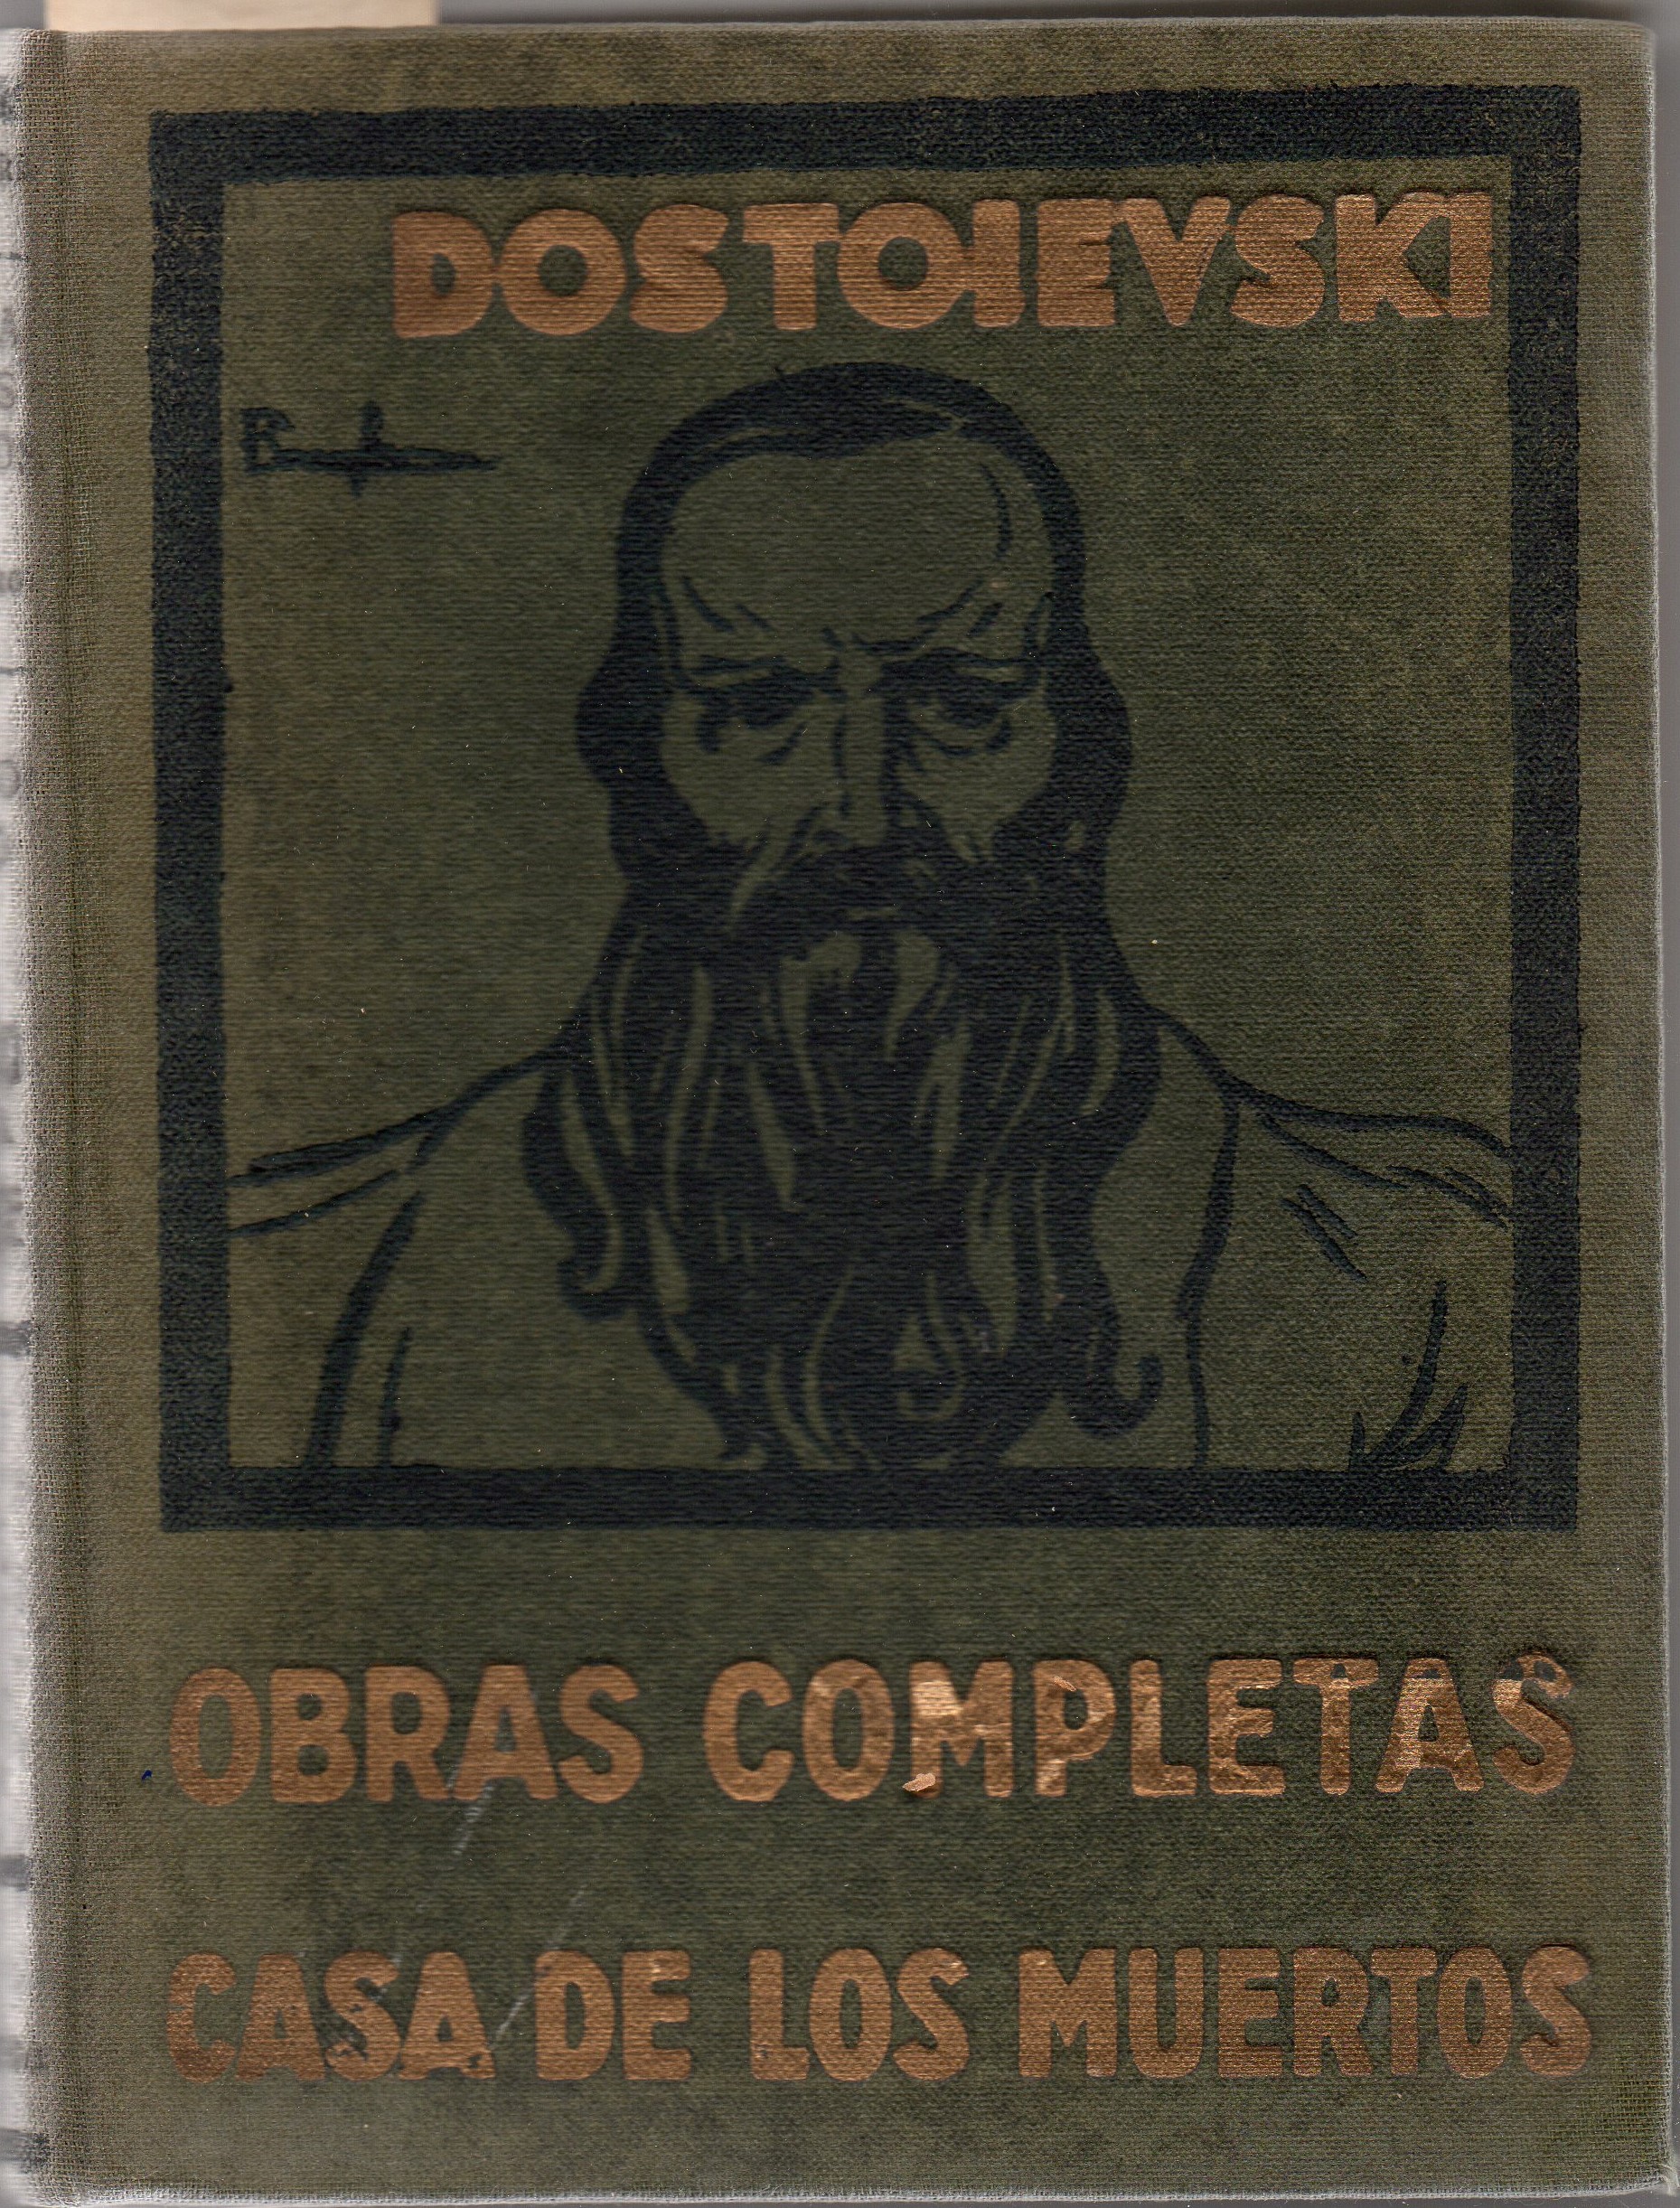 DOSTOIEVSKI
OBRAS COMPLETAS
CASA DE LOS MUERTOS